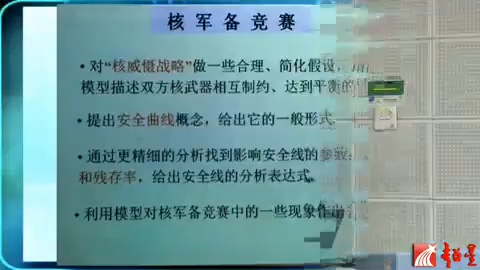 核军备竞赛
• 对“核威慑战略”做一些合理、简化假设,
模型描述双方核武器相互制约、达到平衡的
• 提出安全曲线概念，给出它的一般形式
• 通过更精细的分析找到影响安全线的参数
和残存率，给出安全线的分析表达式
• 利用模型对核军备竞赛中的一些现象作出